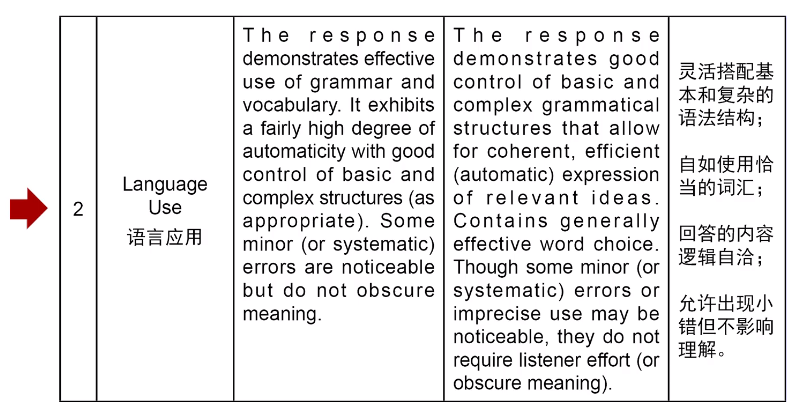 2
Language
Use
语言应用
The response
demonstrates effective
use of grammar and
vocabulary. It exhibits
a fairly high degree of
automaticity with good
control of basic and
complex structures (as
appropriate). Some
minor (or systematic)
errors are noticeable
but do not obscure
meaning.
The response
demonstrates good
control of basic and
complex grammatical
structures that allow
for coherent, efficient
(automatic) expression
of relevant ideas.
Contains generally
effective word choice.
Though some minor (or
systematic) errors or
imprecise use may be
noticeable, they do not
require listener effort (or
obscure meaning).
灵活搭配基
本和复杂的
语法结构；
自如使用恰
当的词汇；
回答的内容
逻辑自洽；
允许出现小
错但不影响
理解。